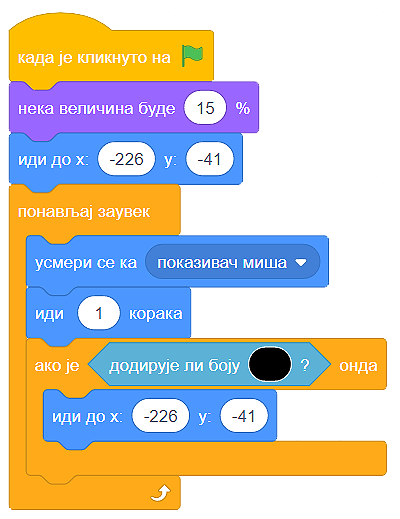 када је кликнуто на
нека величина буде 15 %
иди до x: -226 y: -41
понављај заувек
усмери се ка показивач миша
иди 1 корака
ако је додирује ли боју ? онда
иди до x: -226 y: -41